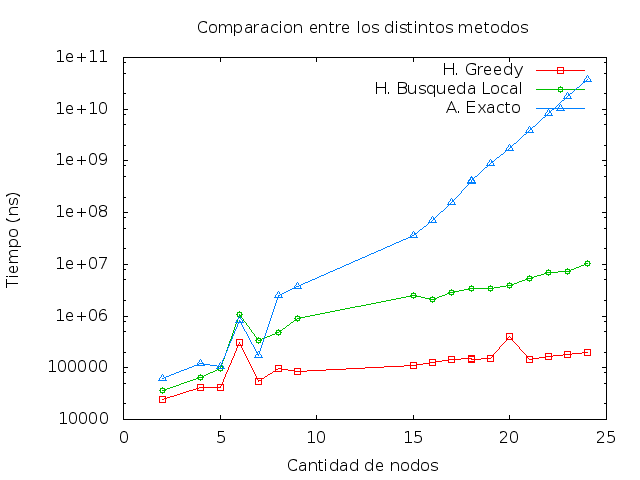 Comparacion entre los distintos metodos
1e+11
1e+10
1e+09
1e+08
1e+07
1e+06
100000
10000
Tiempo (ns)
H. Greedy
H. Busqueda Local
A. Exacto
0 5 10 15 20 25
Cantidad de nodos